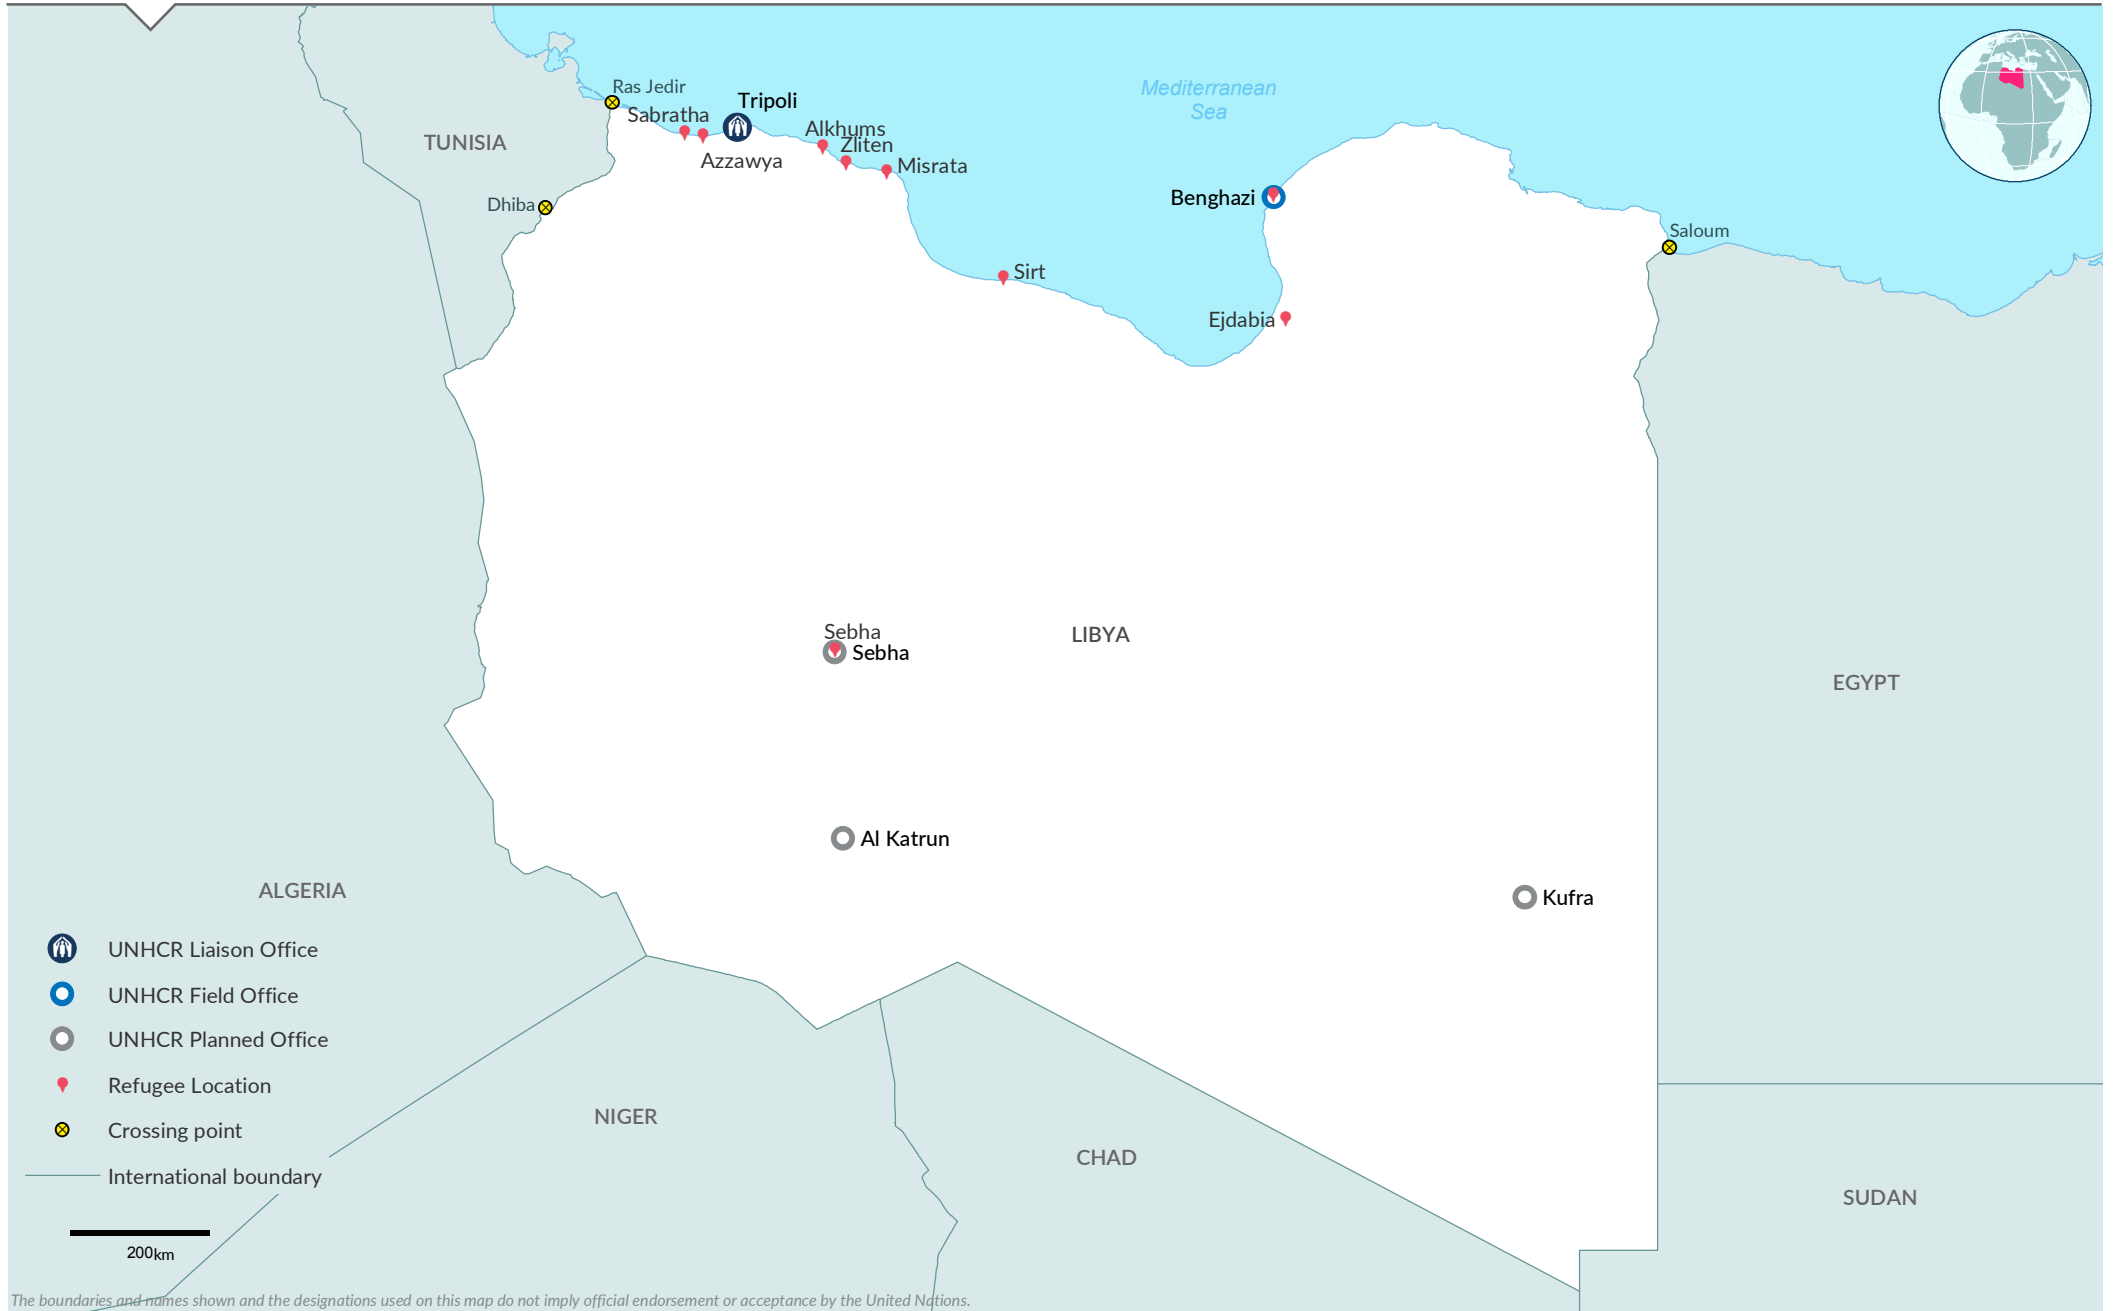 Mediterranean
Sea
Ras Jedir
Tripoli
Sabratha
Alkhums
TUNISIA
Zliten
Azzawya
Misrata
Benghazi
Dhiba
Saloum
Sirt
Ejdabia
Sebha
LIBYA
Sebha
EGYPT
Al Katrun
ALGERIA
Kufra
UNHCR Liaison Office
UNHCR Field Office
UNHCR Planned Office
Refugee Location
Crossing point
International boundary
NIGER
CHAD
SUDAN
200km
The boundaries and names shown and the designations used on this map do not imply official endorsement or acceptance by the United Nations.